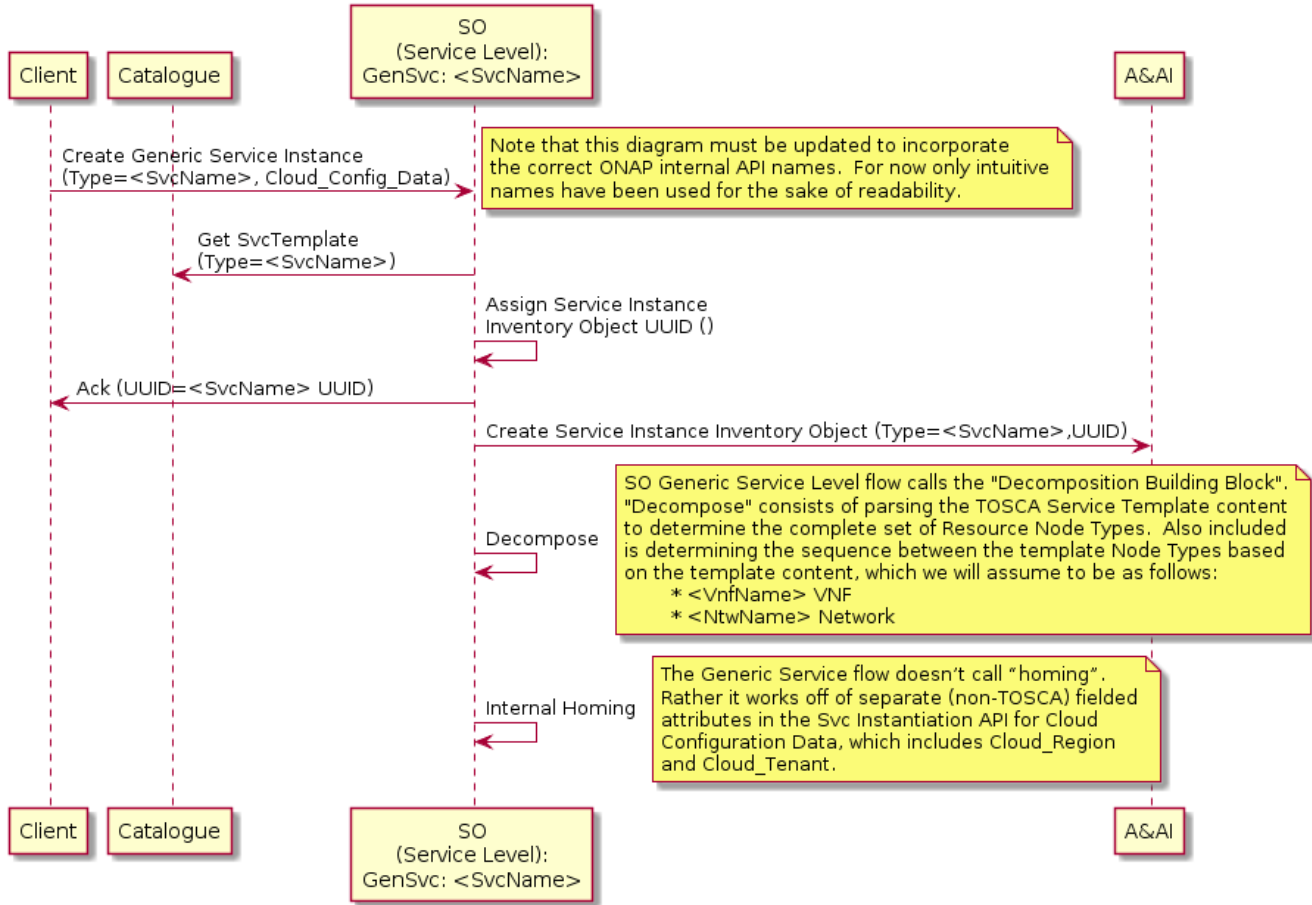 SO
(Service Level):
GenSvc: <SvcName>
Client
Catalogue
A&AI
Create Generic Service Instance
(Type=<SvcName>, Cloud_Config_Data)
Note that this diagram must be updated to incorporate
the correct ONAP internal API names.  For now only intuitive
names have been used for the sake of readability.
Get SvcTemplate
(Type=<SvcName>)
Assign Service Instance
Inventory Object UUID ()
Ack (UUID=<SvcName> UUID)
Create Service Instance Inventory Object (Type=<SvcName>,UUID)
Decompose
SO Generic Service Level flow calls the "Decomposition Building Block".
"Decompose" consists of parsing the TOSCA Service Template content
to determine the complete set of Resource Node Types.  Also included
is determining the sequence between the template Node Types based
on the template content, which we will assume to be as follows:
* <VnfName> VNF
* <NtwName> Network
Internal Homing
The Generic Service flow doesn’t call “homing”.
Rather it works off of separate (non-TOSCA) fielded
attributes in the Svc Instantiation API for Cloud
Configuration Data, which includes Cloud_Region
and Cloud_Tenant.
Client
Catalogue
SO
(Service Level):
GenSvc: <SvcName>
A&AI